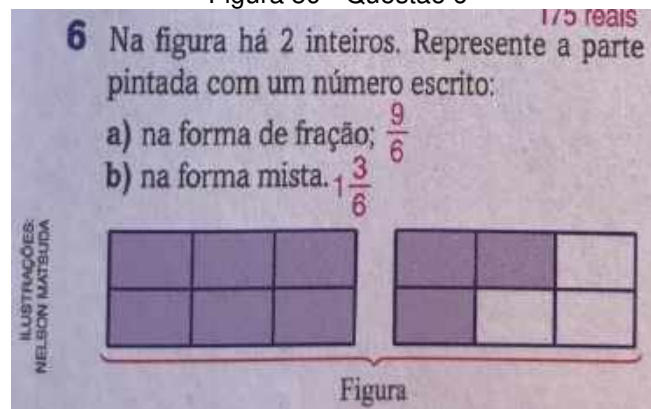 175 reais
6 Na figura há 2 inteiros. Represente a parte
pintada com um número escrito:
a) na forma de fração; 9/6
b) na forma mista. 1 3/6
ILUSTRAÇÕES:
NELSON MATSUDA
Figura